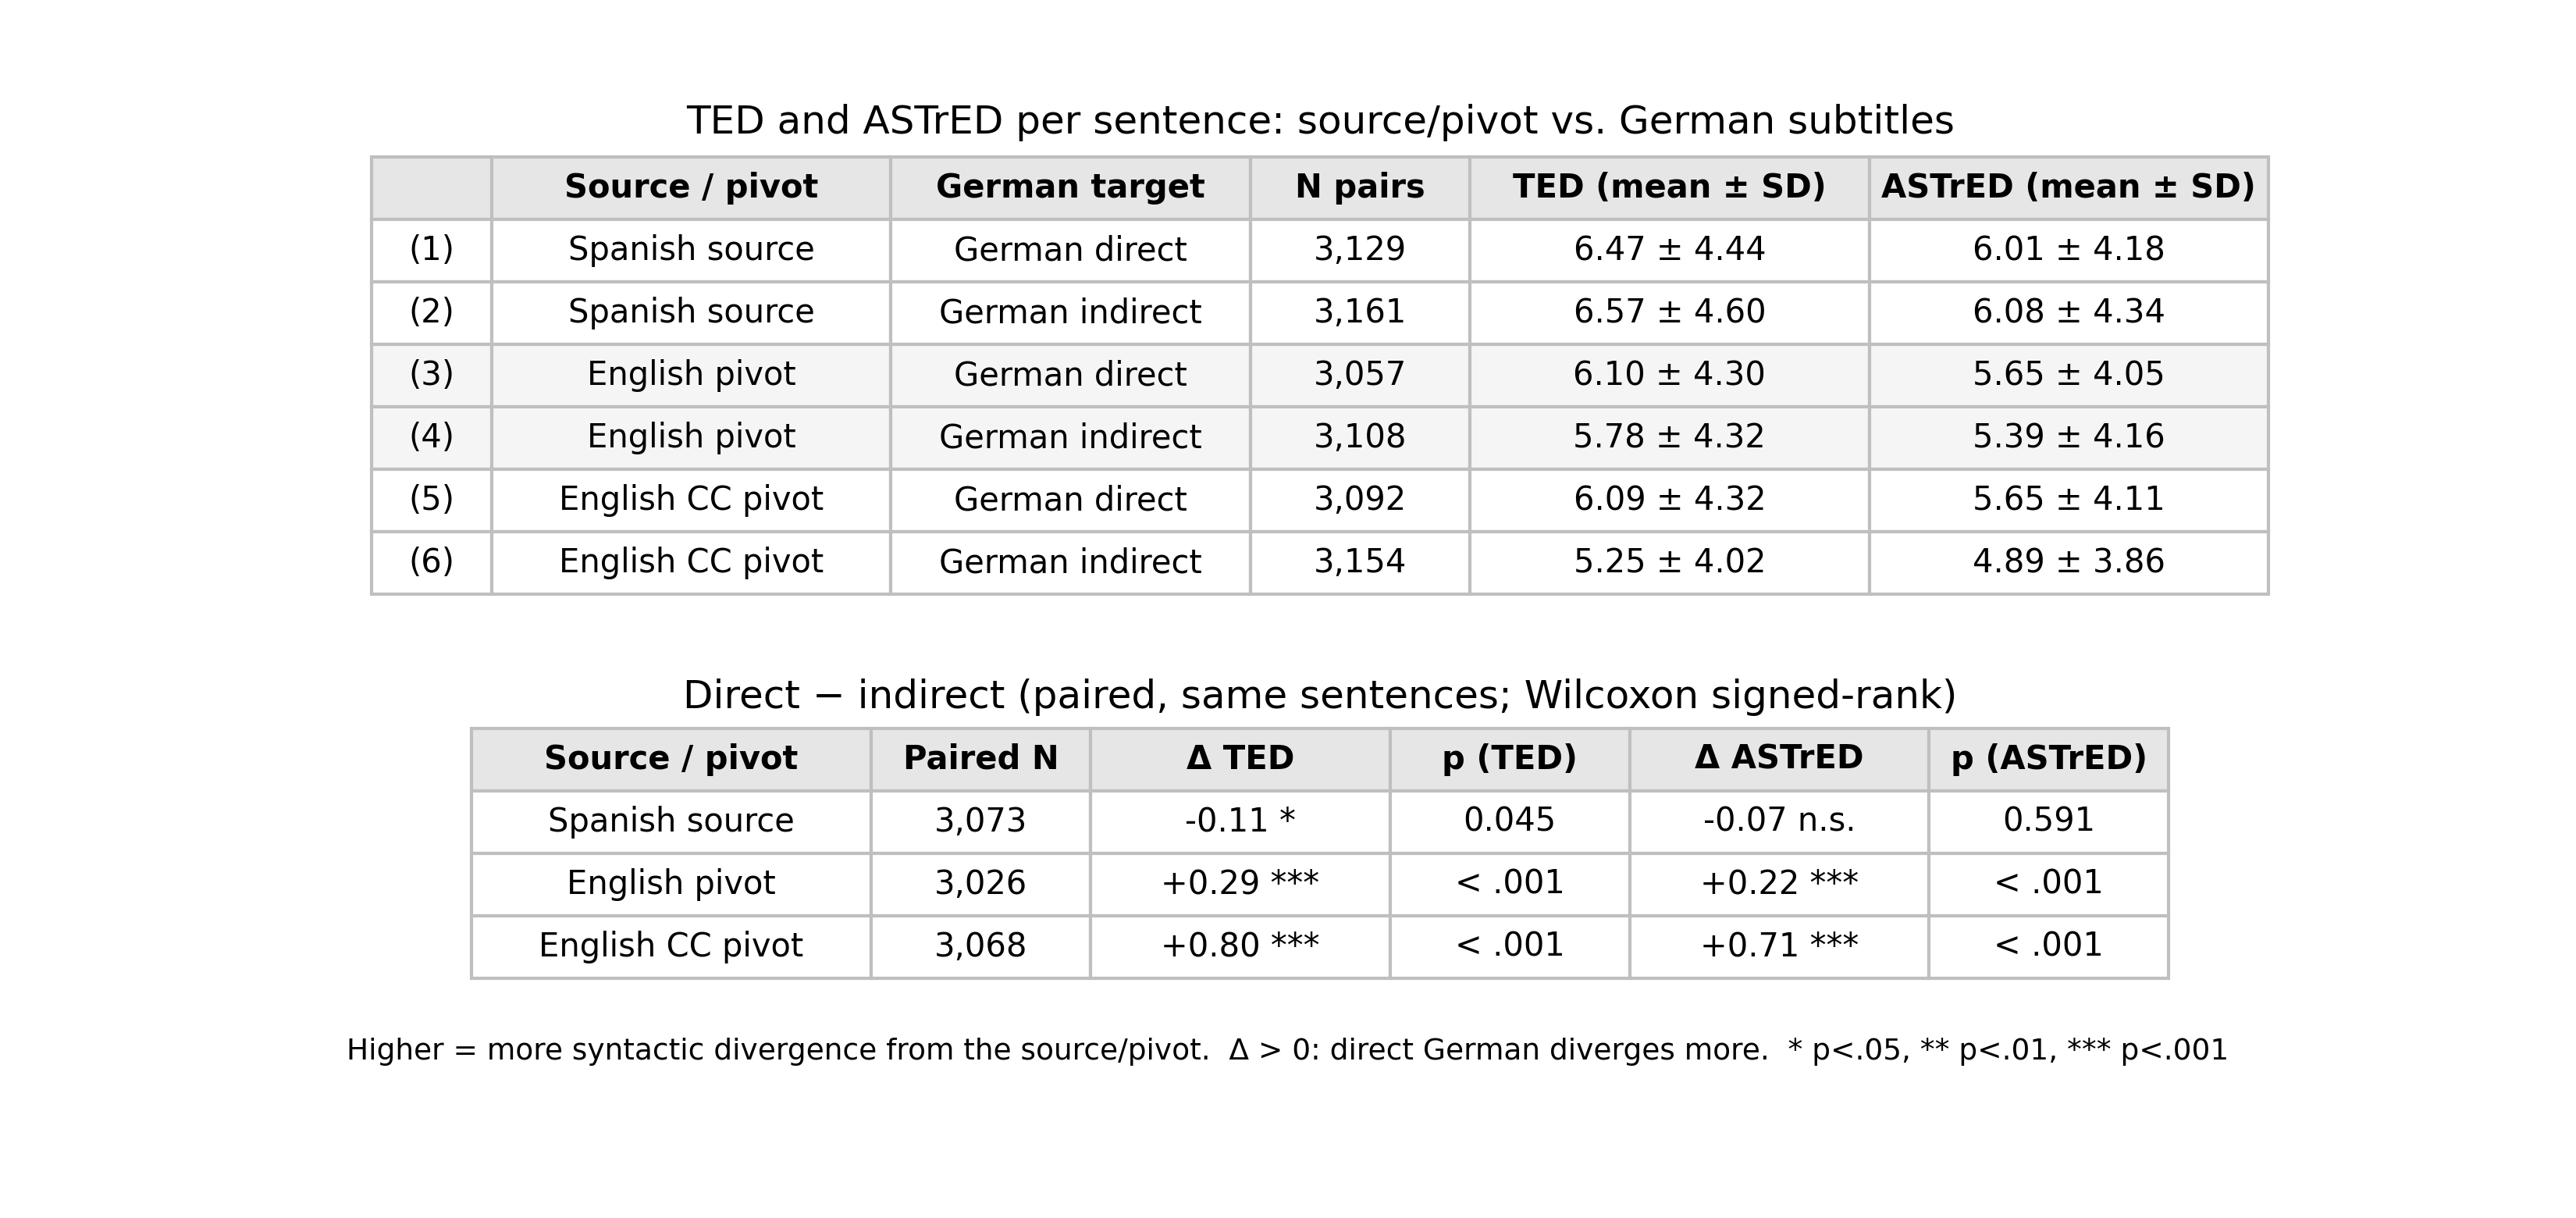 TED and ASTrED per sentence: source/pivot vs. German subtitles
Source / pivot German target N pairs TED (mean ± SD) ASTrED (mean ± SD)
(1) Spanish source German direct 3,129 6.47 ± 4.44 6.01 ± 4.18
(2) Spanish source German indirect 3,161 6.57 ± 4.60 6.08 ± 4.34
(3) English pivot German direct 3,057 6.10 ± 4.30 5.65 ± 4.05
(4) English pivot German indirect 3,108 5.78 ± 4.32 5.39 ± 4.16
(5) English CC pivot German direct 3,092 6.09 ± 4.32 5.65 ± 4.11
(6) English CC pivot German indirect 3,154 5.25 ± 4.02 4.89 ± 3.86
Direct − indirect (paired, same sentences; Wilcoxon signed-rank)
Source / pivot Paired N Δ TED p (TED) Δ ASTrED p (ASTrED)
Spanish source 3,073 -0.11 * 0.045 -0.07 n.s. 0.591
English pivot 3,026 +0.29 *** < .001 +0.22 *** < .001
English CC pivot 3,068 +0.80 *** < .001 +0.71 *** < .001
Higher = more syntactic divergence from the source/pivot.  Δ > 0: direct German diverges more.  * p<.05, ** p<.01, *** p<.001